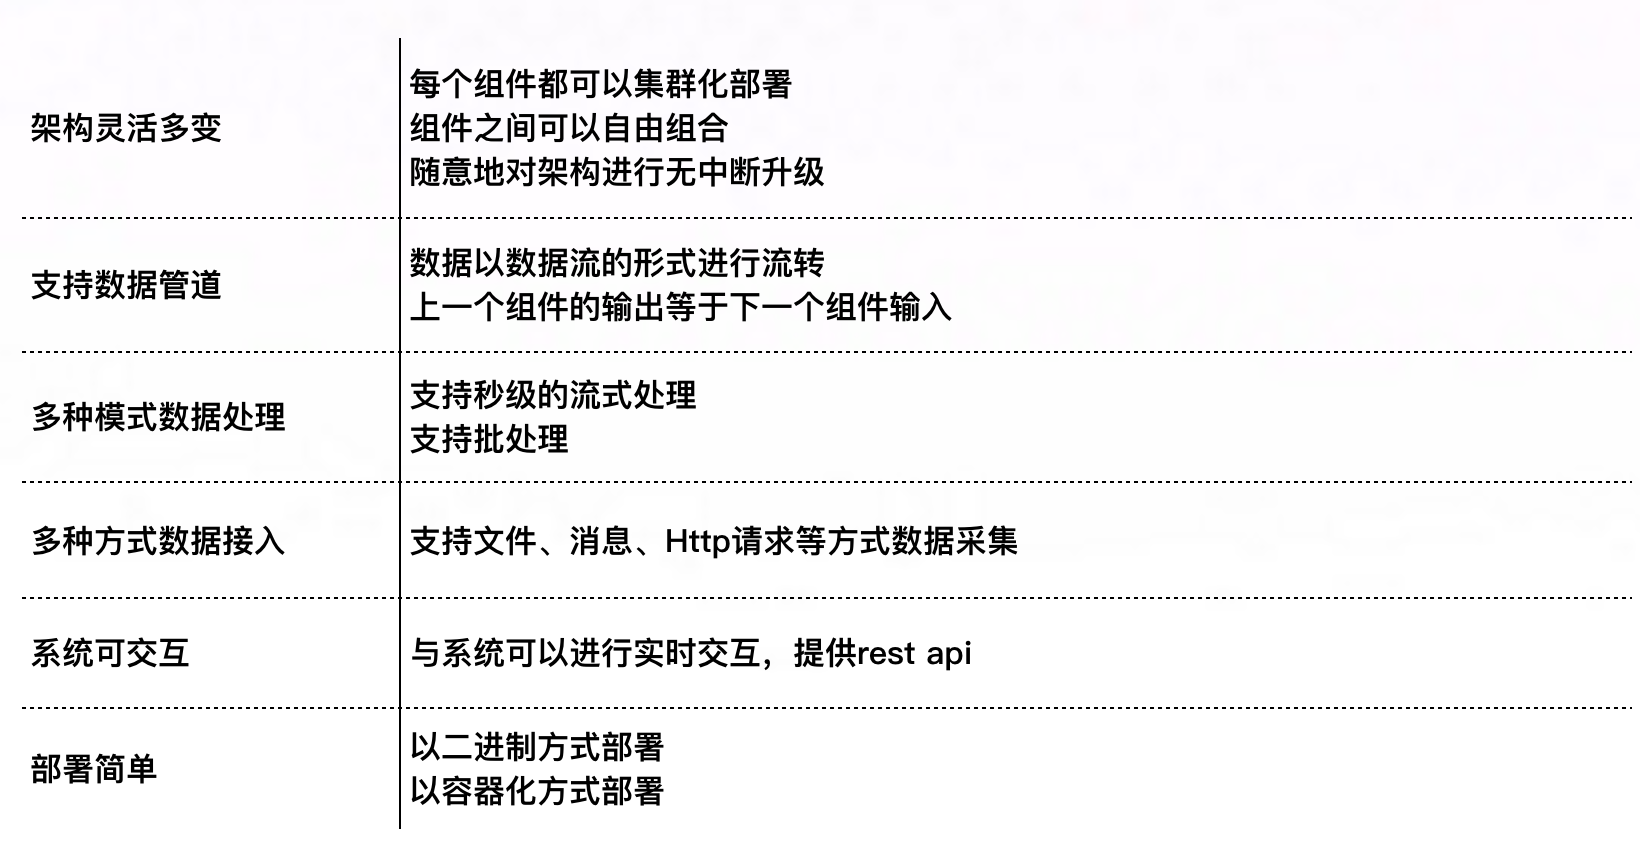 架构灵活多变
每个组件都可以集群化部署
组件之间可以自由组合
随意地对架构进行无中断升级
支持数据管道
数据以数据流的形式进行流转
上一个组件的输出等于下一个组件输入
多种模式数据处理
支持秒级的流式处理
支持批处理
多种方式数据接入
支持文件、消息、Http请求等方式数据采集
系统可交互
与系统可以进行实时交互，提供rest api
部署简单
以二进制方式部署
以容器化方式部署